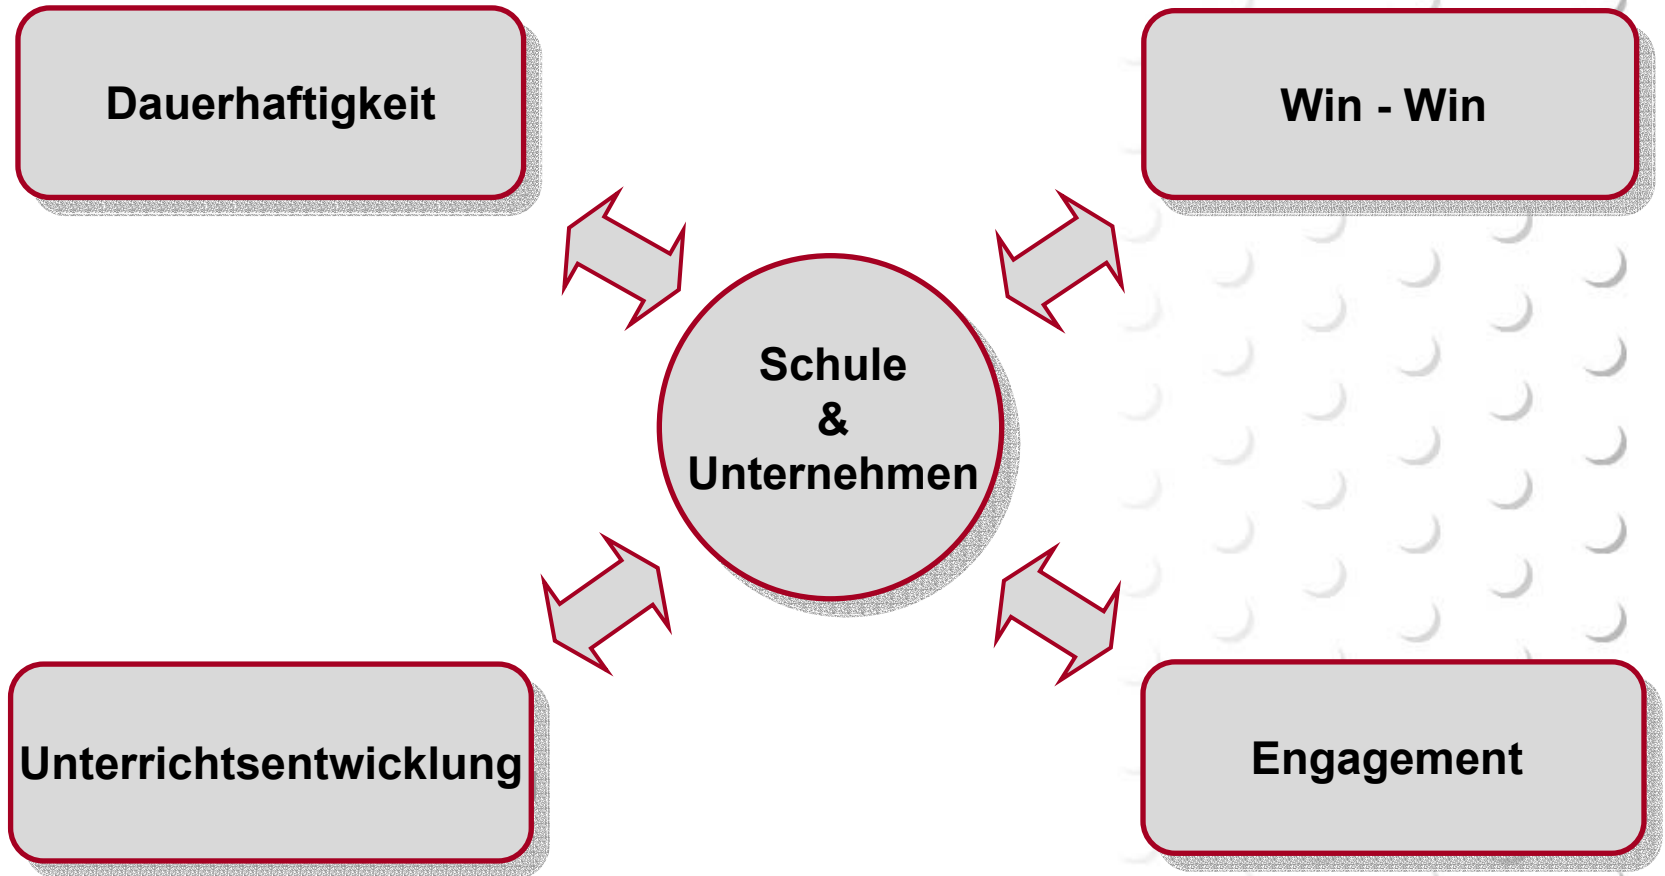 Dauerhaftigkeit
Win - Win
Schule
&
Unternehmen
Unterrichtsentwicklung
Engagement